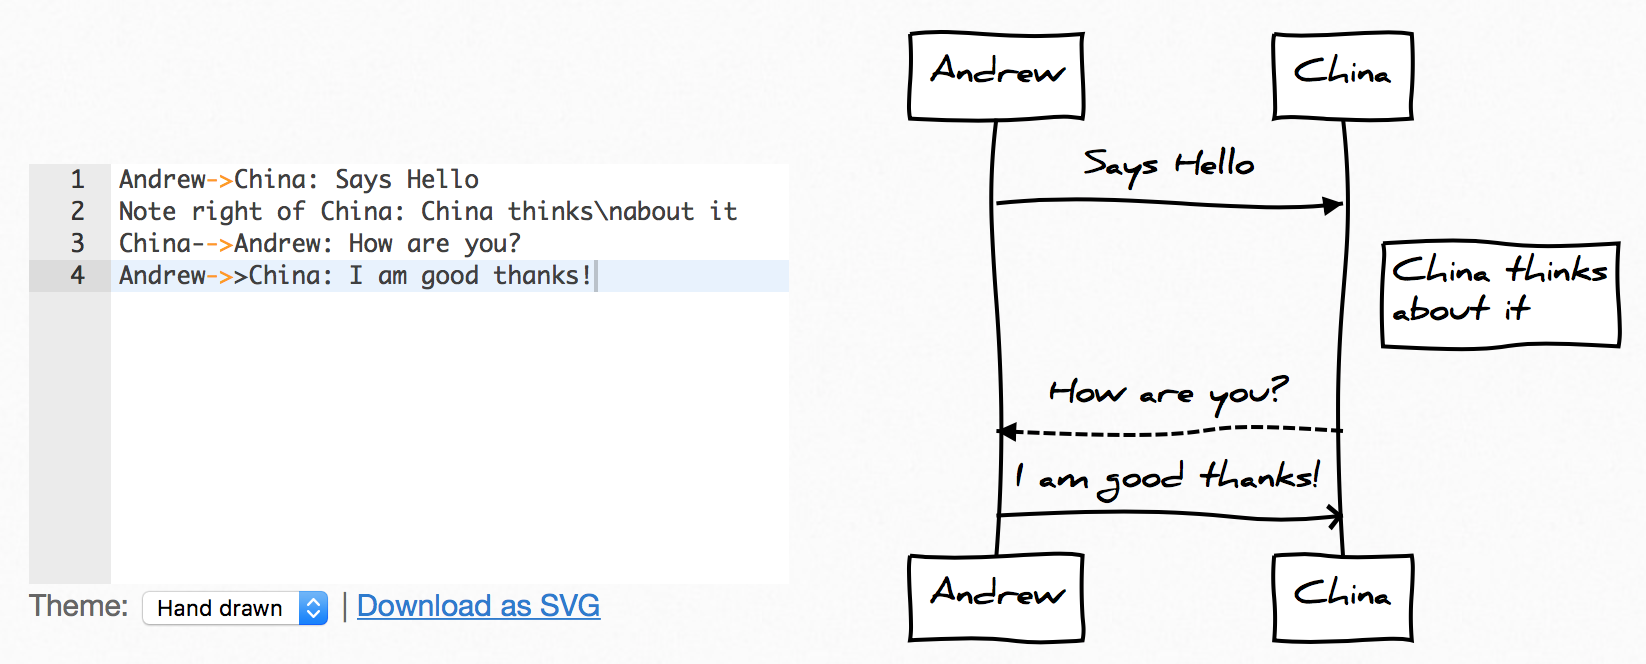 1 Andrew->China: Says Hello
2 Note right of China: China thinks\nabout it
3 China-->Andrew: How are you?
4 Andrew->>China: I am good thanks!
Theme: Hand drawn | Download as SVG
Andrew China
Says Hello
China thinks
about it
How are you?
I am good thanks!
Andrew China